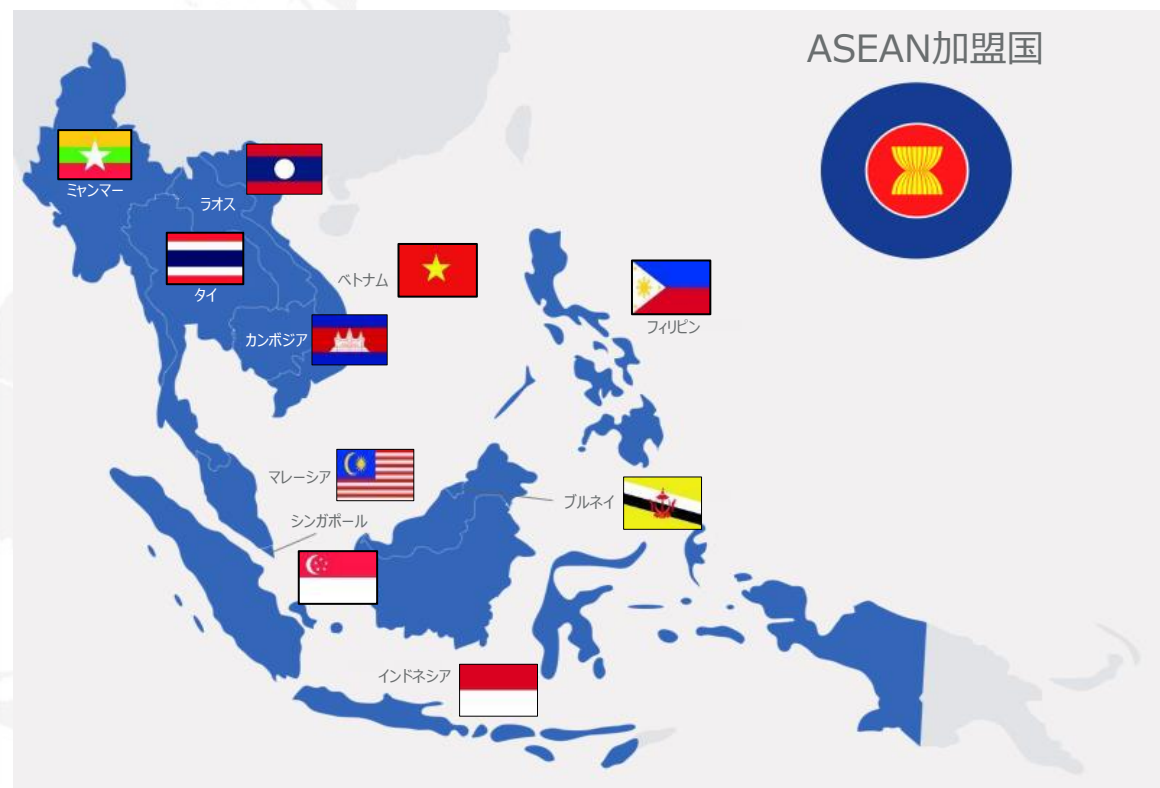 ASEAN加盟国
ミャンマー
ラオス
タイ
ベトナム
カンボジア
フィリピン
マレーシア
ブルネイ
シンガポール
インドネシア